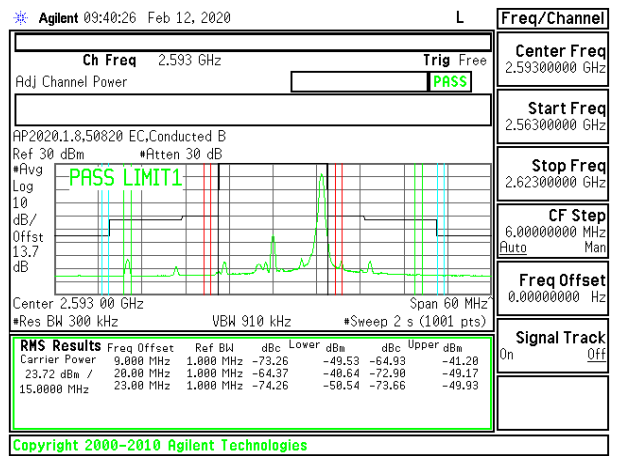 Agilent 09:40:26 Feb 12, 2020 L
Freq/Channel
Ch Freq 2.593 GHz Trig Free
Adj Channel Power PASS
AP2020.1.8,50820 EC,Conducted B
Ref 30 dBm #Atten 30 dB
#Avg
Log
10
dB/
Offst
13.7
dB
PASS LIMIT1
Center 2.593 00 GHz Span 60 MHz^
#Res BW 300 kHz VBW 910 kHz #Sweep 2 s (1001 pts)
RMS Results Freq Offset Ref BW dBc Lower dBm dBc Upper dBm
Carrier Power 9.000 MHz 1.000 MHz -73.26 -49.53 -64.93 -41.20
23.72 dBm / 20.00 MHz 1.000 MHz -64.37 -40.64 -72.90 -49.17
15.0000 MHz 23.00 MHz 1.000 MHz -74.26 -50.54 -73.66 -49.93
Copyright 2000-2010 Agilent Technologies
Center Freq
2.59300000 GHz
Start Freq
2.56300000 GHz
Stop Freq
2.62300000 GHz
CF Step
6.00000000 MHz
Auto Man
Freq Offset
0.00000000 Hz
Signal Track
On Off